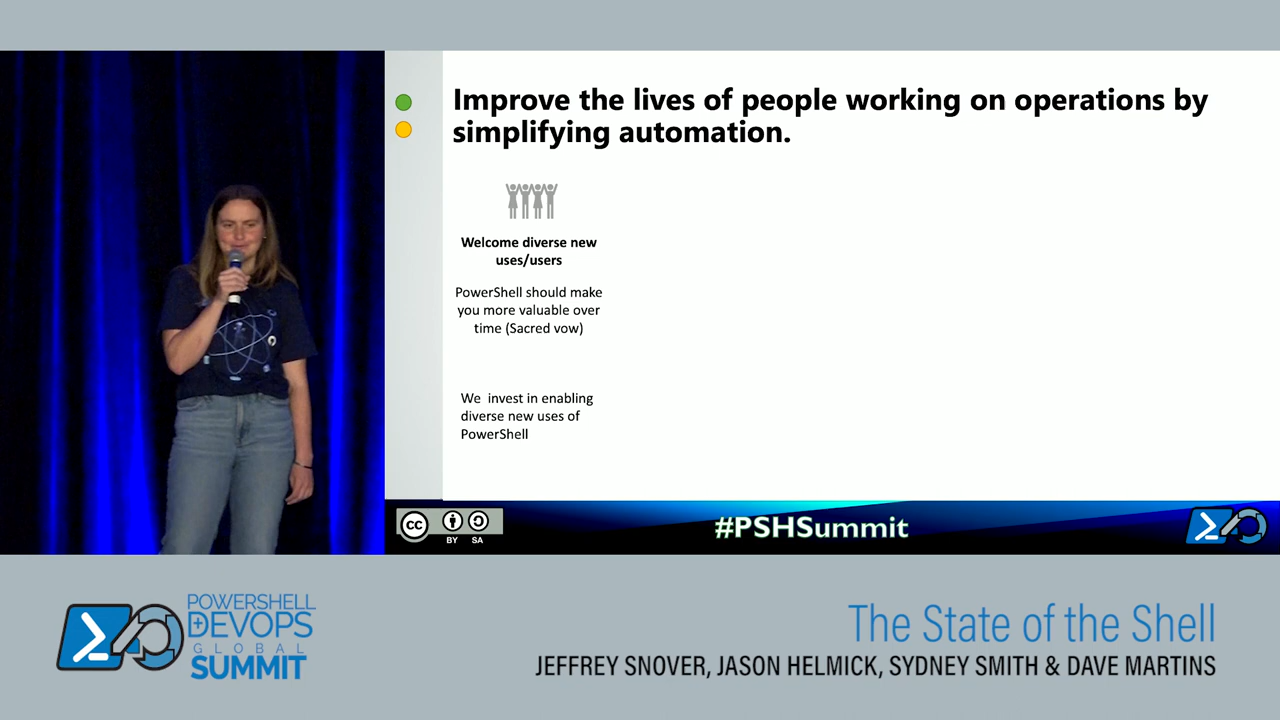 Improve the lives of people working on operations by
simplifying automation.
Welcome diverse new
uses/users
PowerShell should make
you more valuable over
time (Sacred vow)
We invest in enabling
diverse new uses of
PowerShell
cc
BY SA
#PSHSummit
POWERSHELL
+DEVOPS
GLOBAL
SUMMIT
The State of the Shell
JEFFREY SNOVER, JASON HELMICK, SYDNEY SMITH & DAVE MARTINS